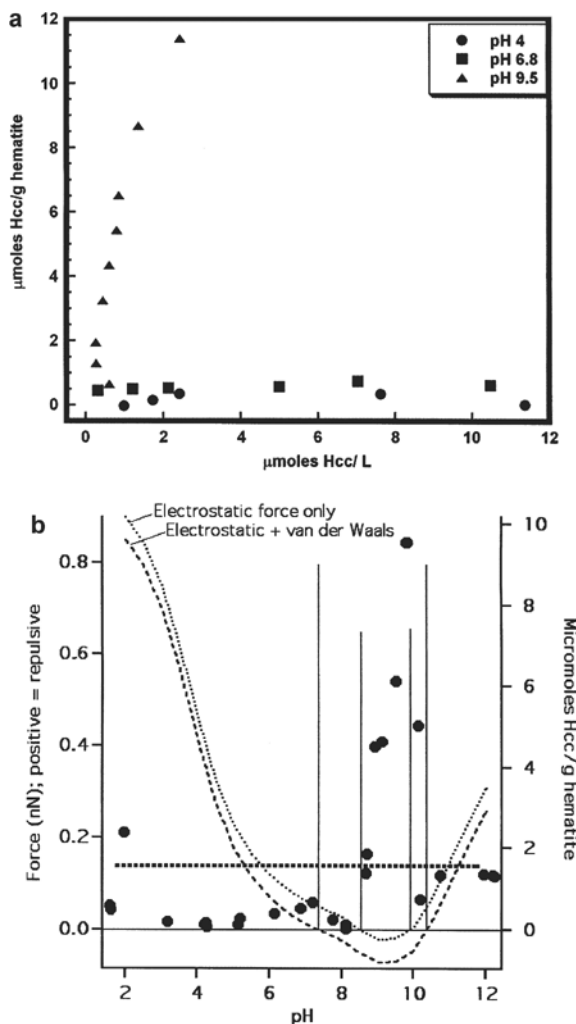 a
pH 4
pH 6.8
pH 9.5
12
10
8
6
4
2
0
μmoles Hcc/g hematite
0 2 4 6 8 10 12
μmoles Hcc/ L
b
Electrostatic force only
Electrostatic + van der Waals
0.8
0.6
0.4
0.2
0.0
Force (nN); positive = repulsive
10
8
6
4
2
0
Micromoles Hcc/g hematite
2 4 6 8 10 12
pH